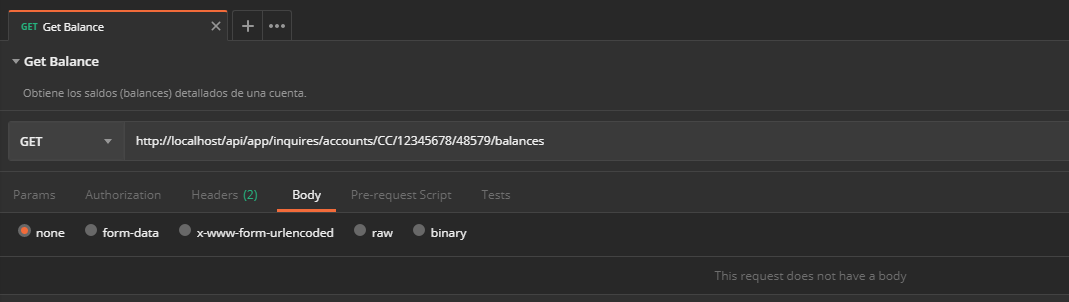 GET Get Balance
Get Balance
Obtiene los saldos (balances) detallados de una cuenta.
GET http://localhost/api/app/inquires/accounts/CC/12345678/48579/balances
Params Authorization Headers (2) Body Pre-request Script Tests
none form-data x-www-form-urlencoded raw binary
This request does not have a body